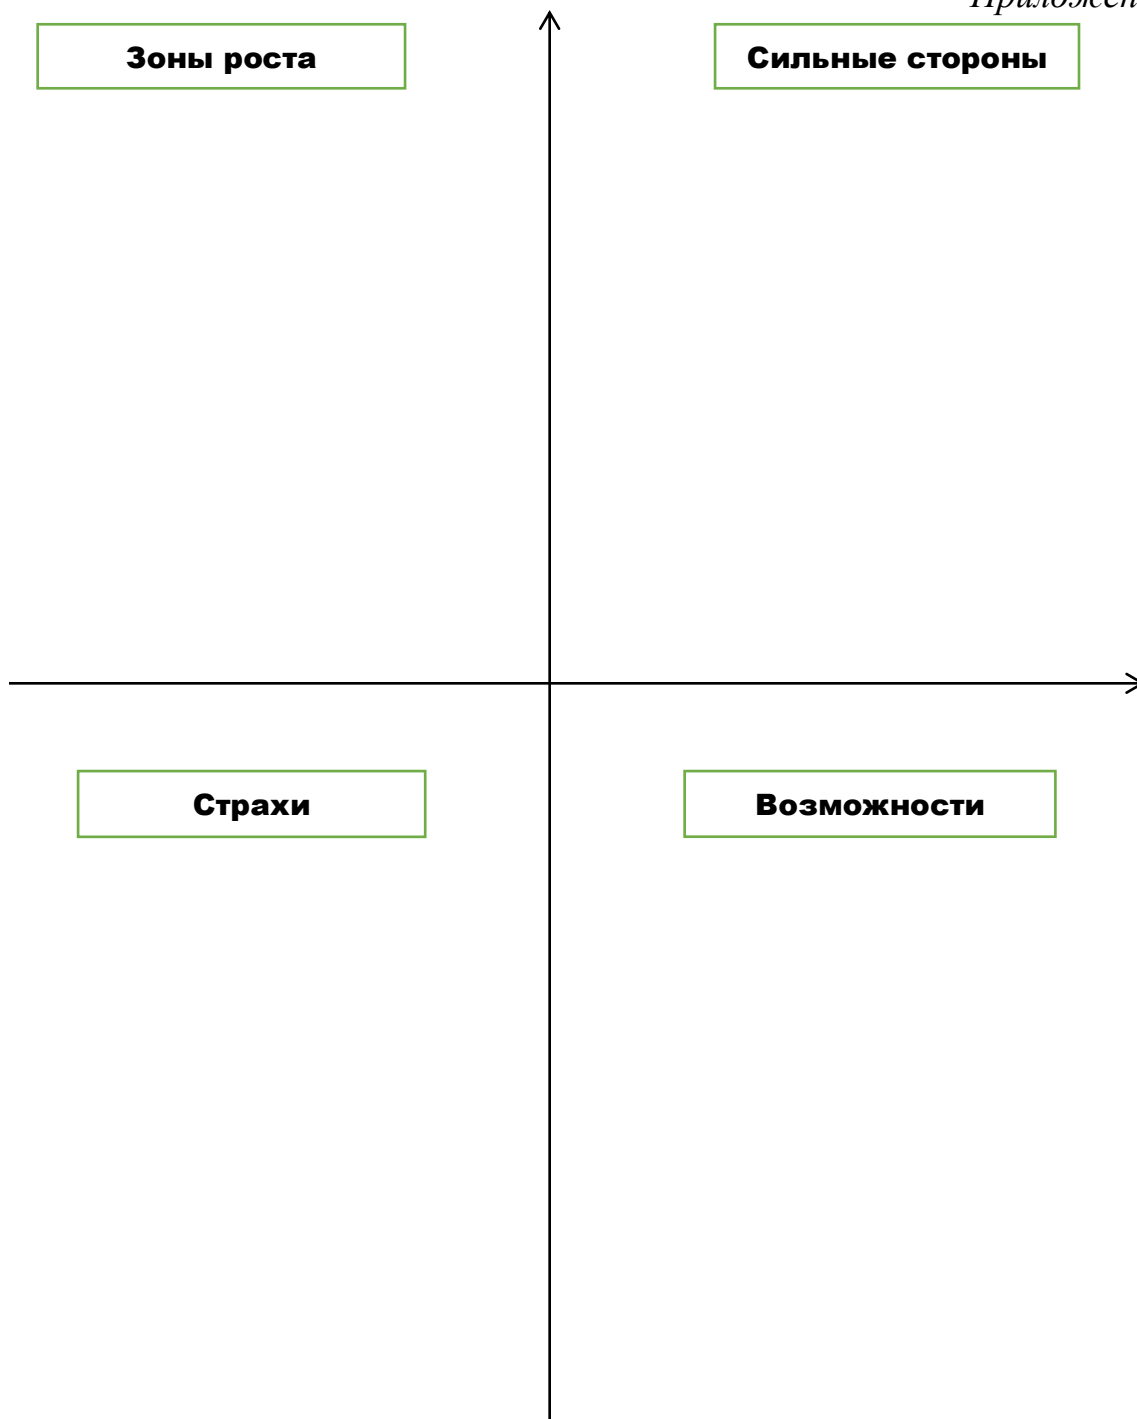 Зоны роста
Сильные стороны
Страхи
Возможности